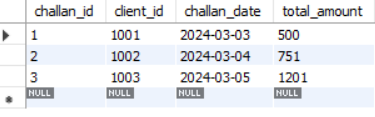 challan_id client_id challan_date total_amount
1 1001 2024-03-03 500
2 1002 2024-03-04 751
3 1003 2024-03-05 1201
NULL NULL NULL NULL